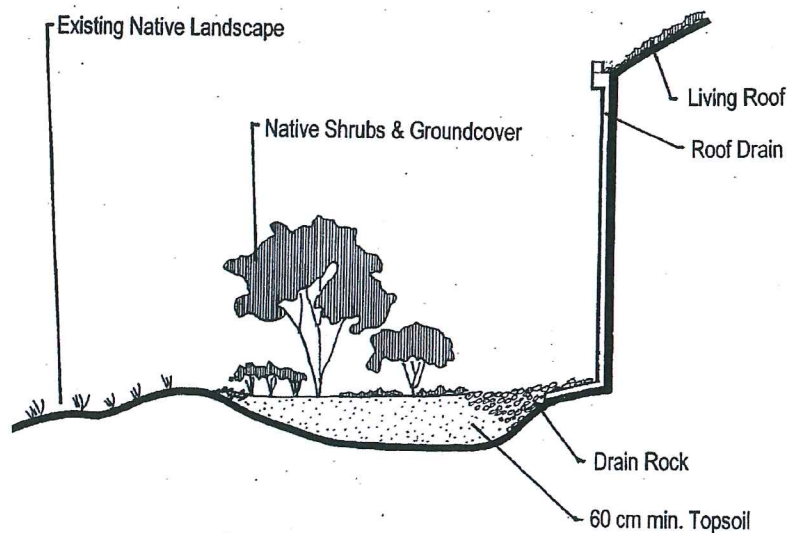 Existing Native Landscape
Living Roof
Native Shrubs & Groundcover
Roof Drain
Drain Rock
60 cm min. Topsoil